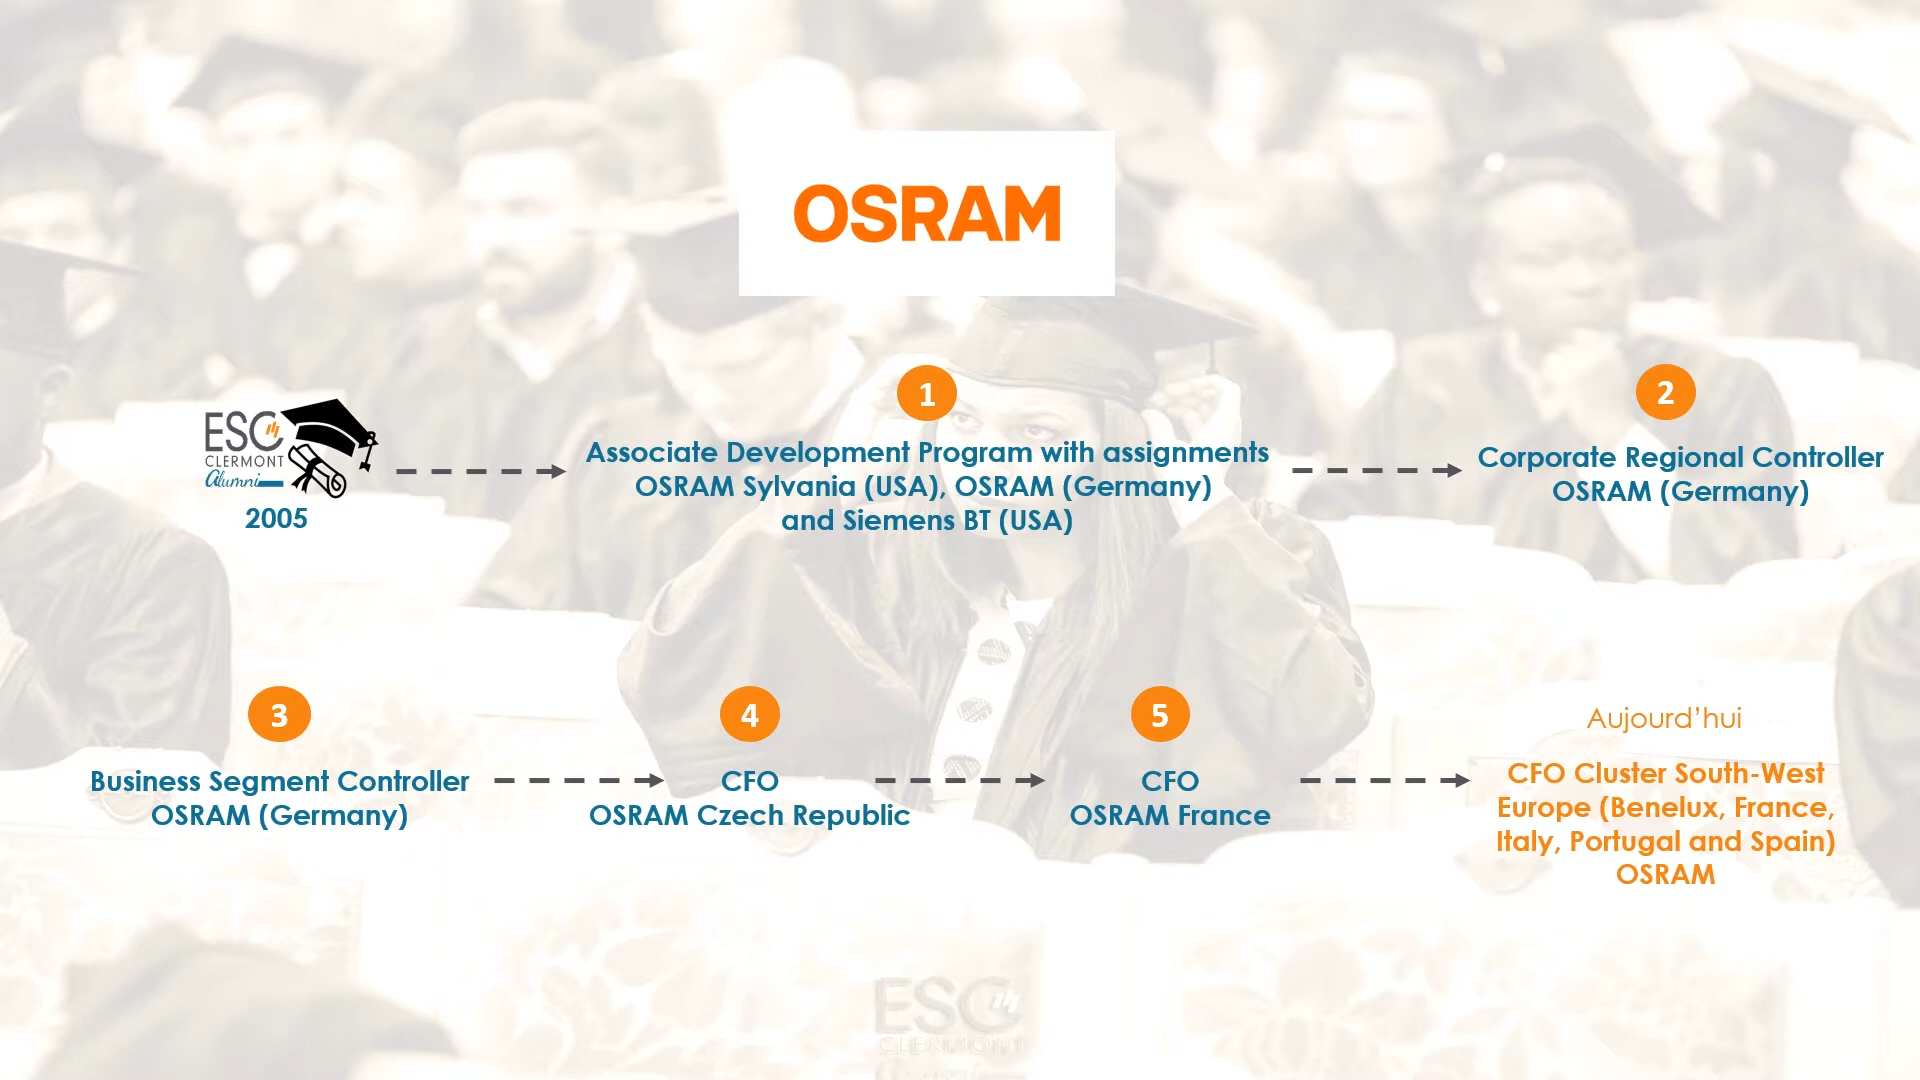 OSRAM
1
2
ESC
CLERMONT
Alumni
2005
Associate Development Program with assignments
OSRAM Sylvania (USA), OSRAM (Germany)
and Siemens BT (USA)
Corporate Regional Controller
OSRAM (Germany)
3
4
5
Aujourd’hui
Business Segment Controller
OSRAM (Germany)
CFO
OSRAM Czech Republic
CFO
OSRAM France
CFO Cluster South-West
Europe (Benelux, France,
Italy, Portugal and Spain)
OSRAM
ESC
CLERMONT